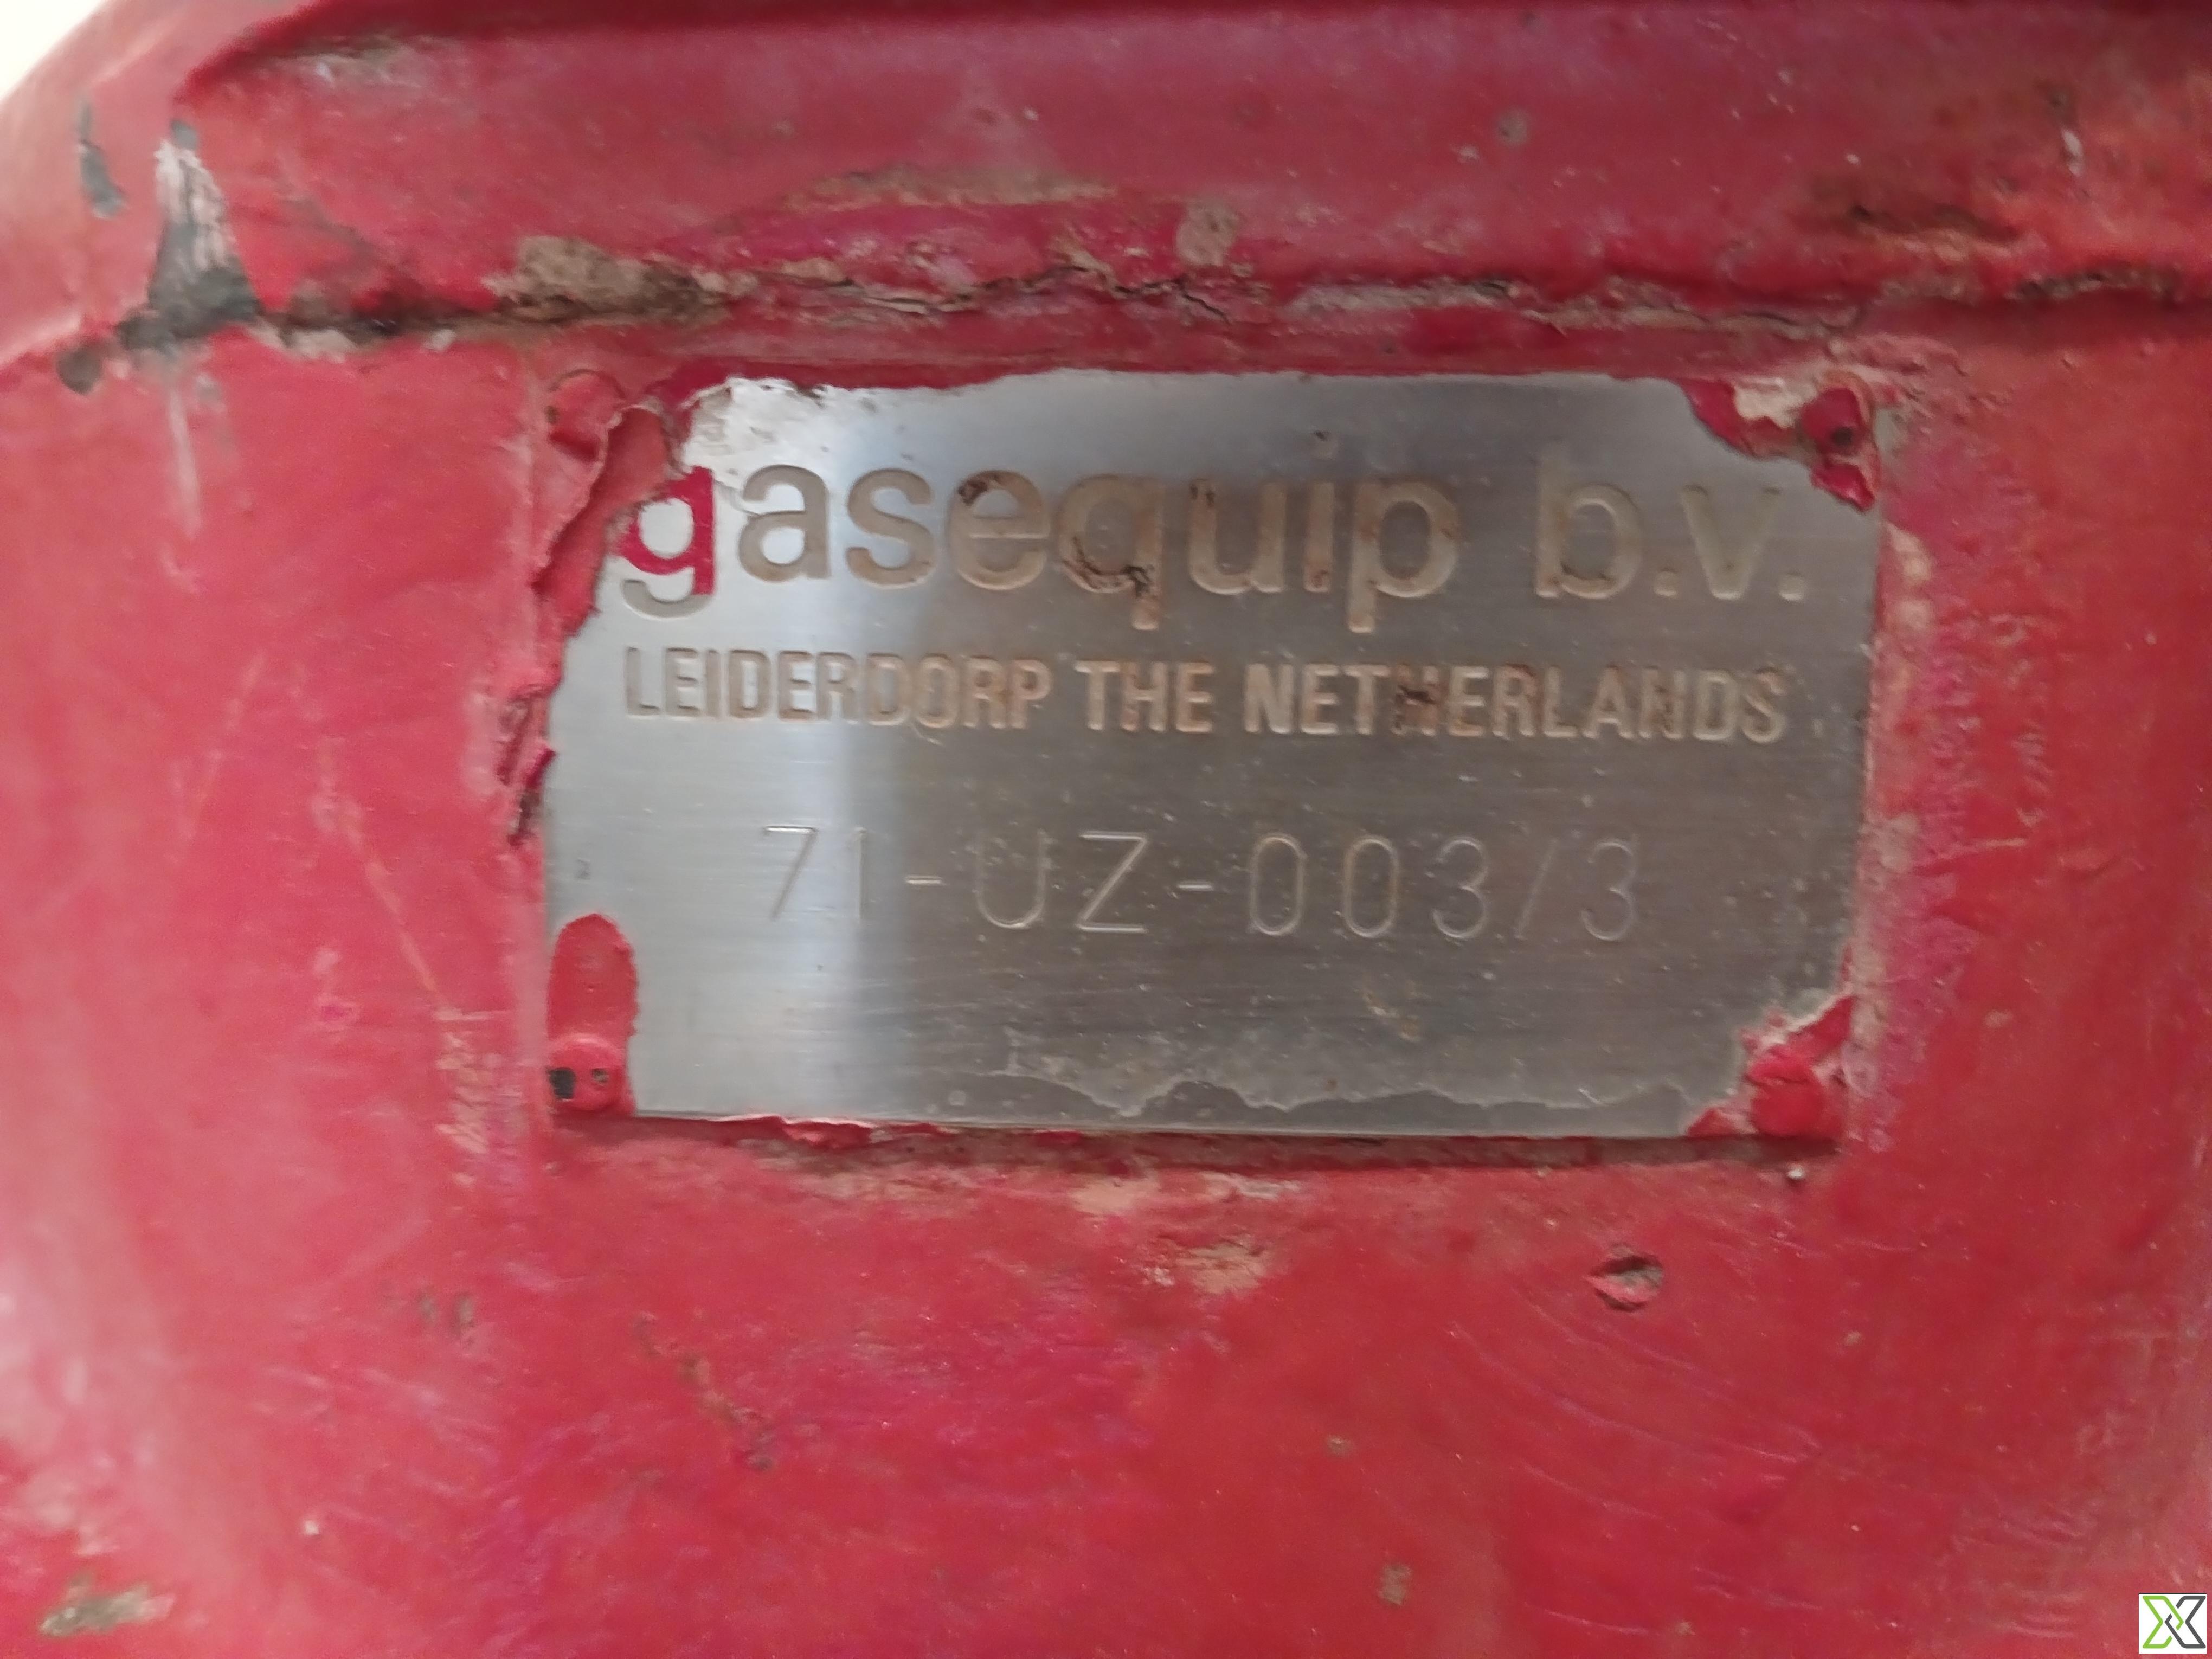 gasequip b.v.
LEIDERDORP THE NETHERLANDS
71-UZ-003/3